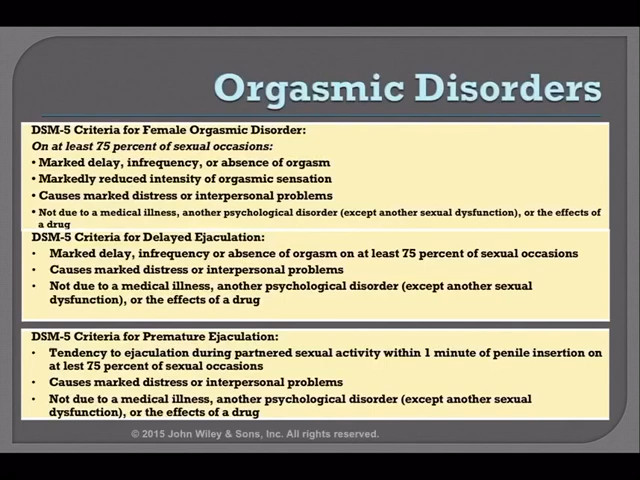 Orgasmic Disorders
DSM-5 Criteria for Female Orgasmic Disorder:
On at least 75 percent of sexual occasions:
• Marked delay, infrequency, or absence of orgasm
• Markedly reduced intensity of orgasmic sensation
• Causes marked distress or interpersonal problems
• Not due to a medical illness, another psychological disorder (except another sexual dysfunction), or the effects of
a drug
DSM-5 Criteria for Delayed Ejaculation:
• Marked delay, infrequency or absence of orgasm on at least 75 percent of sexual occasions
• Causes marked distress or interpersonal problems
• Not due to a medical illness, another psychological disorder (except another sexual
dysfunction), or the effects of a drug
DSM-5 Criteria for Premature Ejaculation:
• Tendency to ejaculation during partnered sexual activity within 1 minute of penile insertion on
at lest 75 percent of sexual occasions
• Causes marked distress or interpersonal problems
• Not due to a medical illness, another psychological disorder (except another sexual
dysfunction), or the effects of a drug
© 2015 John Wiley & Sons, Inc. All rights reserved.